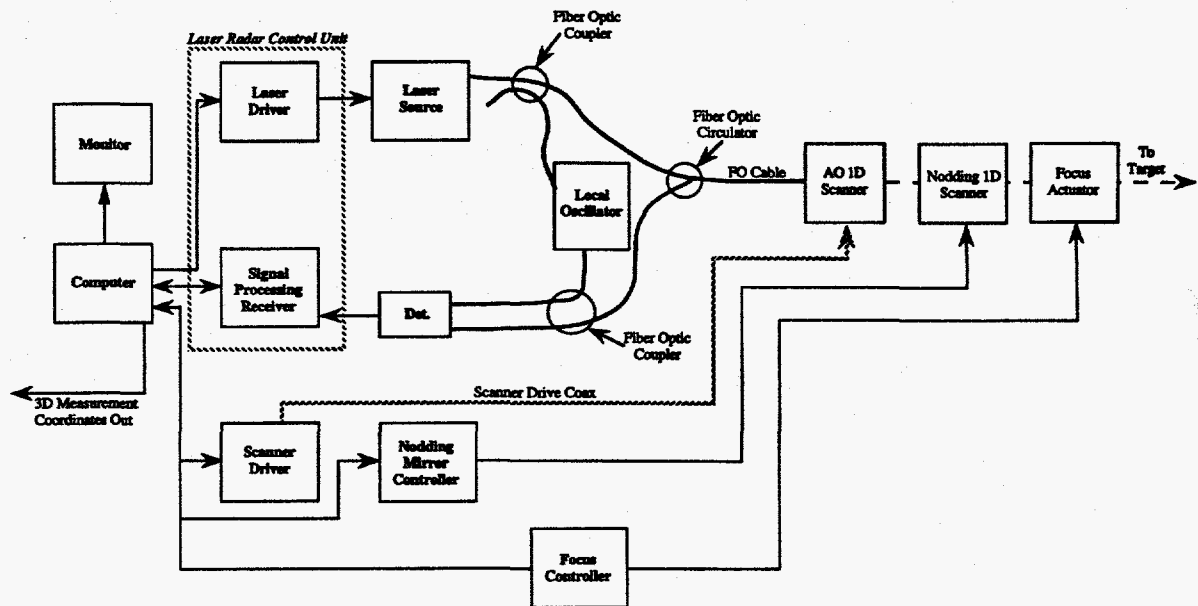 Fiber Optic
Coupler
Laser Radar Control Unit
Laser
Driver
Laser
Source
Fiber Optic
Circulator
Monitor
FO Cable
AO 1D
Scanner
Nodding 1D
Scanner
Focus
Actuator
To
Target
Local
Oscillator
Computer
Signal
Processing
Receiver
Det.
Fiber Optic
Coupler
3D Measurement
Coordinates Out
Scanner Drive Coax
Scanner
Driver
Nodding
Mirror
Controller
Focus
Controller